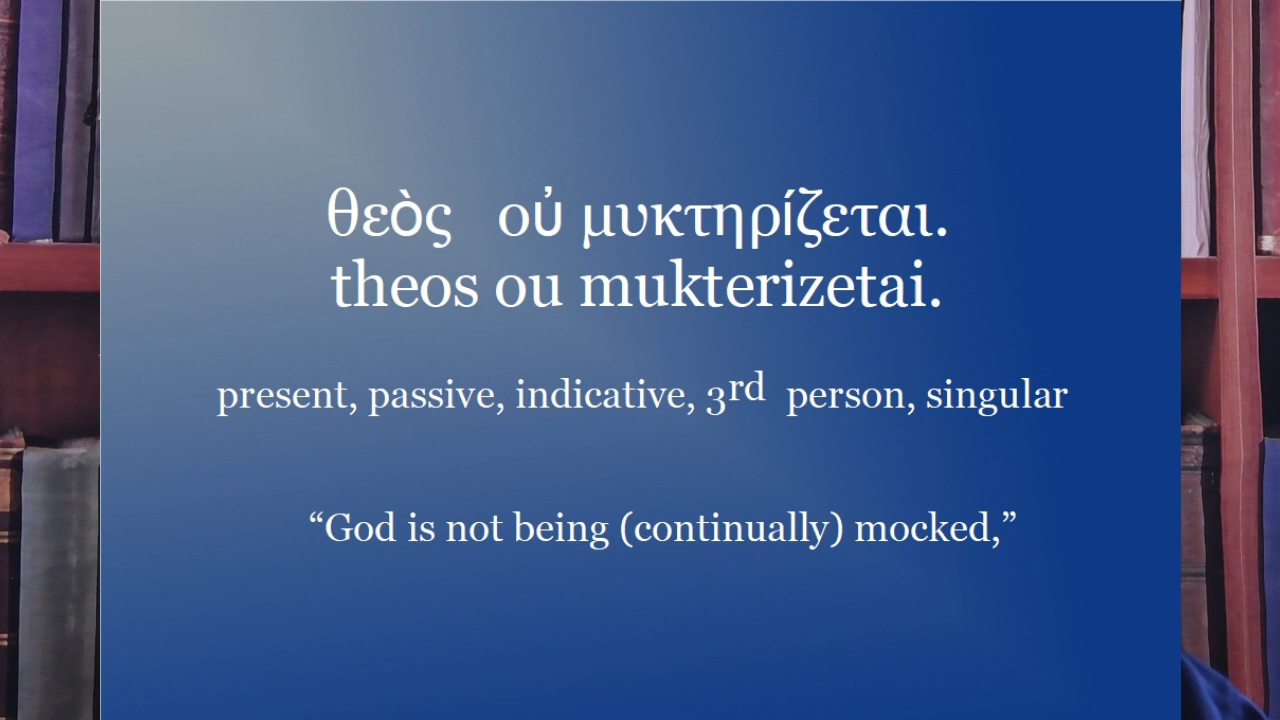 θεὸς οὐ μυκτηρίζεται.
theos ou mukterizetai.
present, passive, indicative, 3rd person, singular
“God is not being (continually) mocked,”